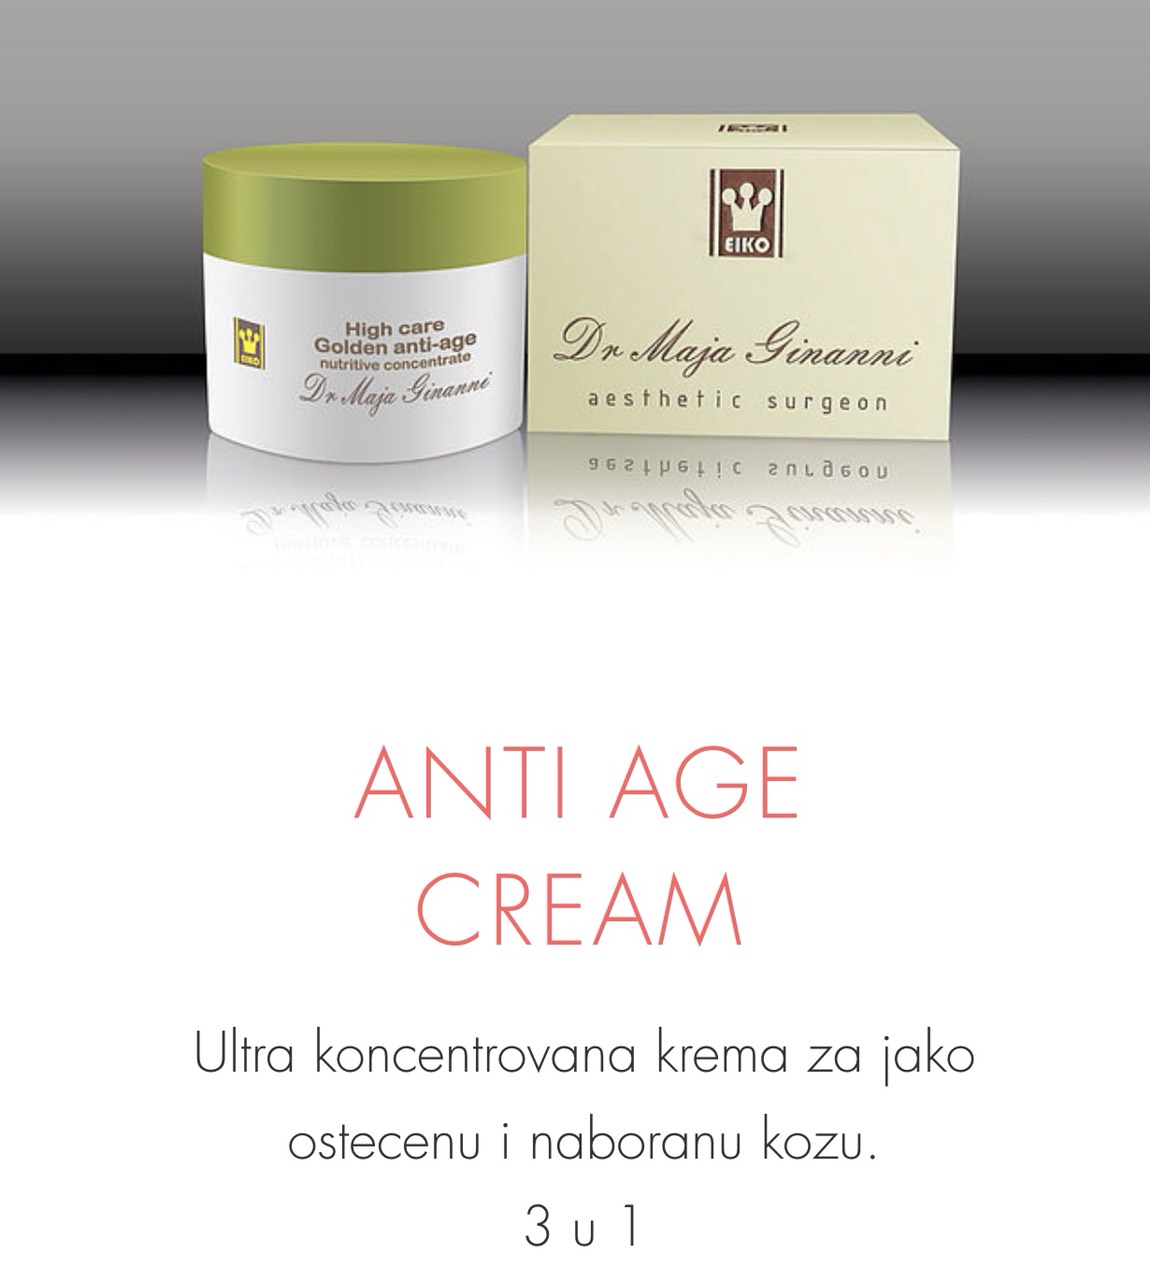 EIKO
High care
Golden anti-age
nutritive concentrate
Dr Maja Ginanni
EIKO
Dr Maja Ginanni
aesthetic surgeon
ANTI AGE
CREAM
Ultra koncentrovana krema za jako
ostecenu i naboranu kozu.
3 u 1